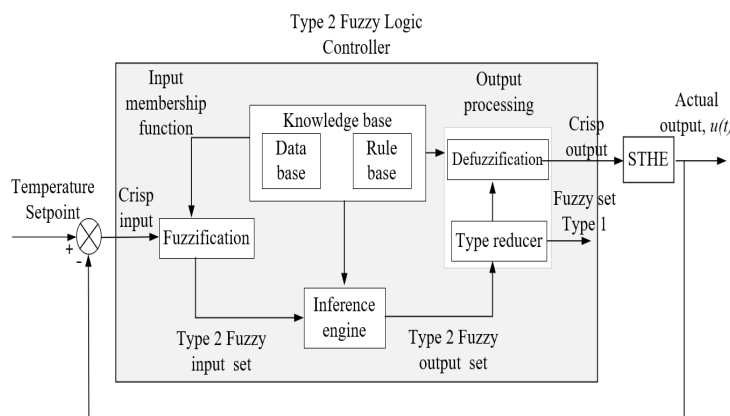 Type 2 Fuzzy Logic
Controller
Input
membership
function
Output
processing
Knowledge base
Data
base
Rule
base
Defuzzification
Crisp
output
STHE
Actual
output, u(t)
Temperature
Setpoint
+
-
Crisp
input
Fuzzification
Type reducer
Fuzzy set
Type 1
Inference
engine
Type 2 Fuzzy
input set
Type 2 Fuzzy
output set